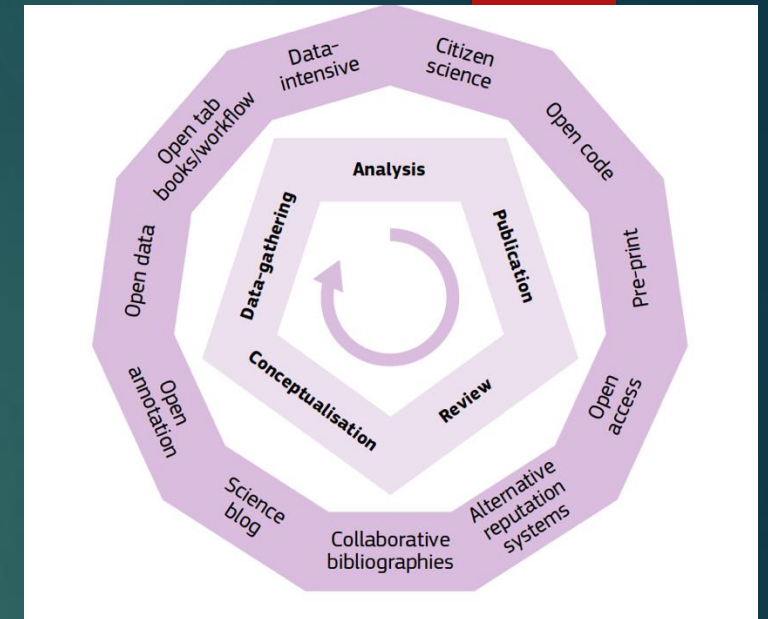 Data-
intensive
Citizen
science
Open code
Pre-print
Open
access
Alternative
reputation
systems
Collaborative
bibliographies
Science
blog
Open
annotation
Open data
Open tab
books/workflow
Analysis
Publication
Review
Conceptualisation
Data-gathering